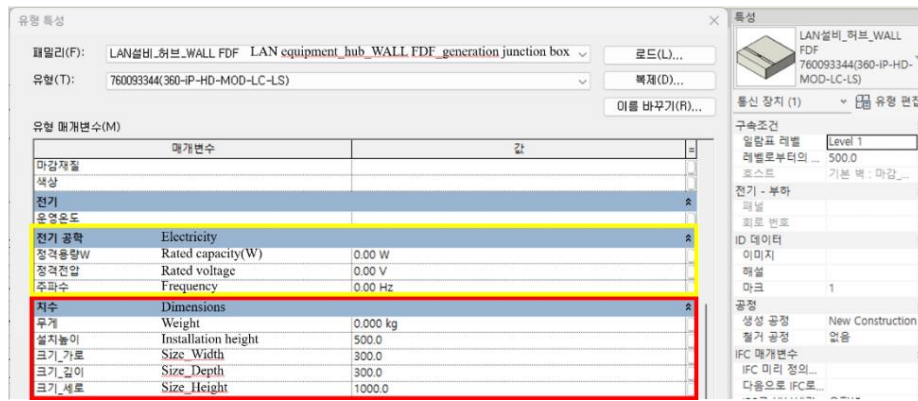 유형 특성
패밀리(F):
LAN설비_허브_WALL FDF LAN equipment_hub_WALL FDF_generation junction box
로드(L)...
유형(T):
760093344(360-iP-HD-MOD-LC-LS)
복제(D)...
이름 바꾸기(R)...
유형 매개변수(M)
매개변수 값 =
마감재질
색상
전기
운영온도
전기 공학 Electricity
정격용량W Rated capacity(W) 0.00 W
정격전압 Rated voltage 0.00 V
주파수 Frequency 0.00 Hz
치수 Dimensions
무게 Weight 0.000 kg
설치높이 Installation height 500.0
크기_가로 Size_Width 300.0
크기_깊이 Size_Depth 300.0
크기_세로 Size_Height 1000.0
특성
LAN설비_허브_WALL
FDF
760093344(360-iP-HD-
MOD-LC-LS)
통신 장치 (1) 유형 편집
구속조건
일람표 레벨 Level 1
레벨로부터의 ... 500.0
호스트 기본 벽 : 마감_...
전기 - 부하
패널
회로 번호
ID 데이터
이미지
해설
마크 1
공정
생성 공정 New Construction
철거 공정 없음
IFC 매개변수
IFC 미리 정의...
다음으로 IFC로...